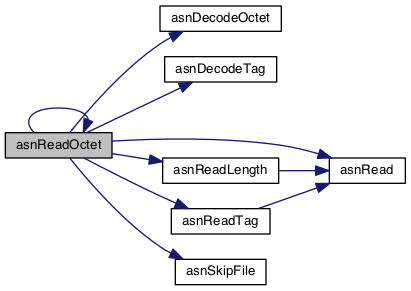 asnDecodeOctet
asnDecodeTag
asnReadOctet
asnReadLength
asnRead
asnReadTag
asnSkipFile